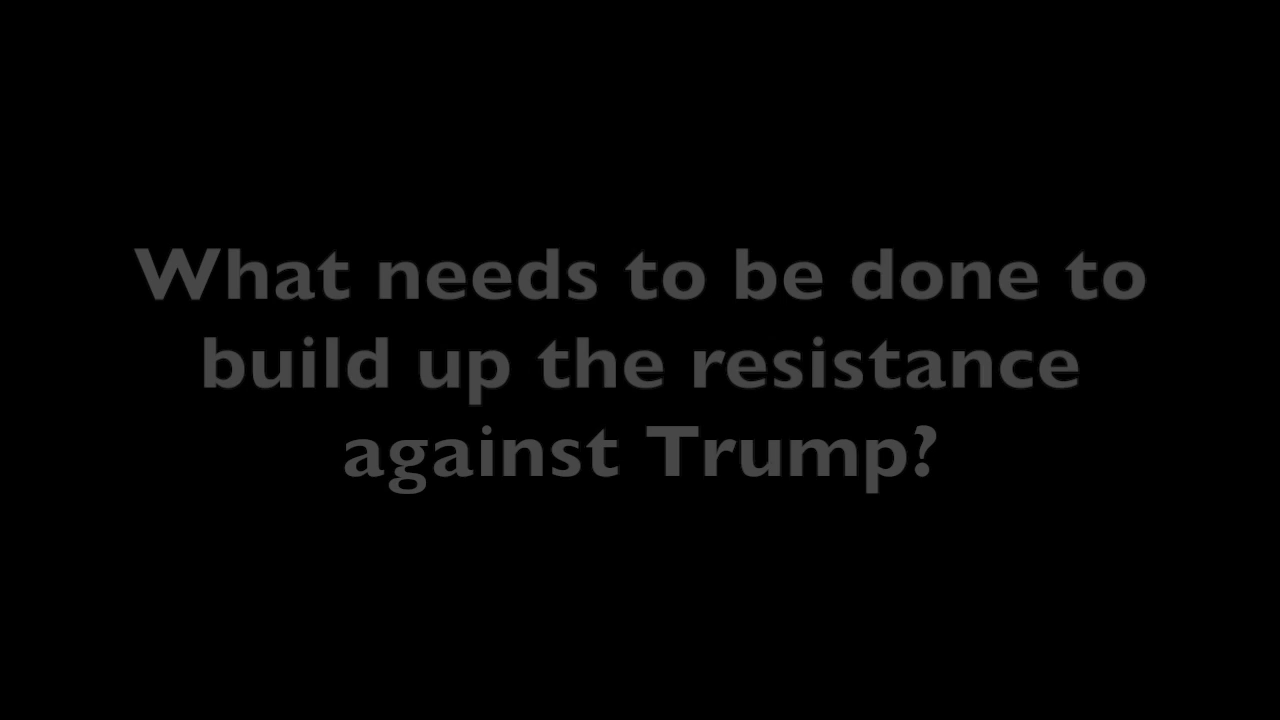 What needs to be done to
build up the resistance
against Trump?